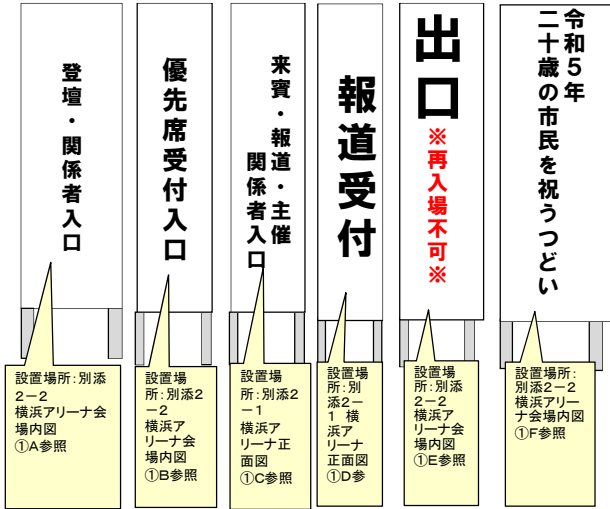 登壇・関係者入口
設置場所：別添
２－２
横浜アリーナ会
場内図
①Ａ参照
優先席受付入口
設置場
所：別添２
－２
横浜ア
リーナ会
場内図
①Ｂ参照
来賓・報道・主催
関係者入口
設置場
所：別添２
－１
横浜ア
リーナ正
面図
①Ｃ参照
報道受付
設置場
所：別
添２－
１ 横
浜ア
リーナ
正面図
①Ｄ参
出口
※再入場不可※
設置場
所：別添
２－２
横浜ア
リーナ会
場内図
①Ｅ参照
令和５年
二十歳の市民を祝うつどい
設置場所：
別添２－２
横浜アリー
ナ会場内図
①Ｆ参照